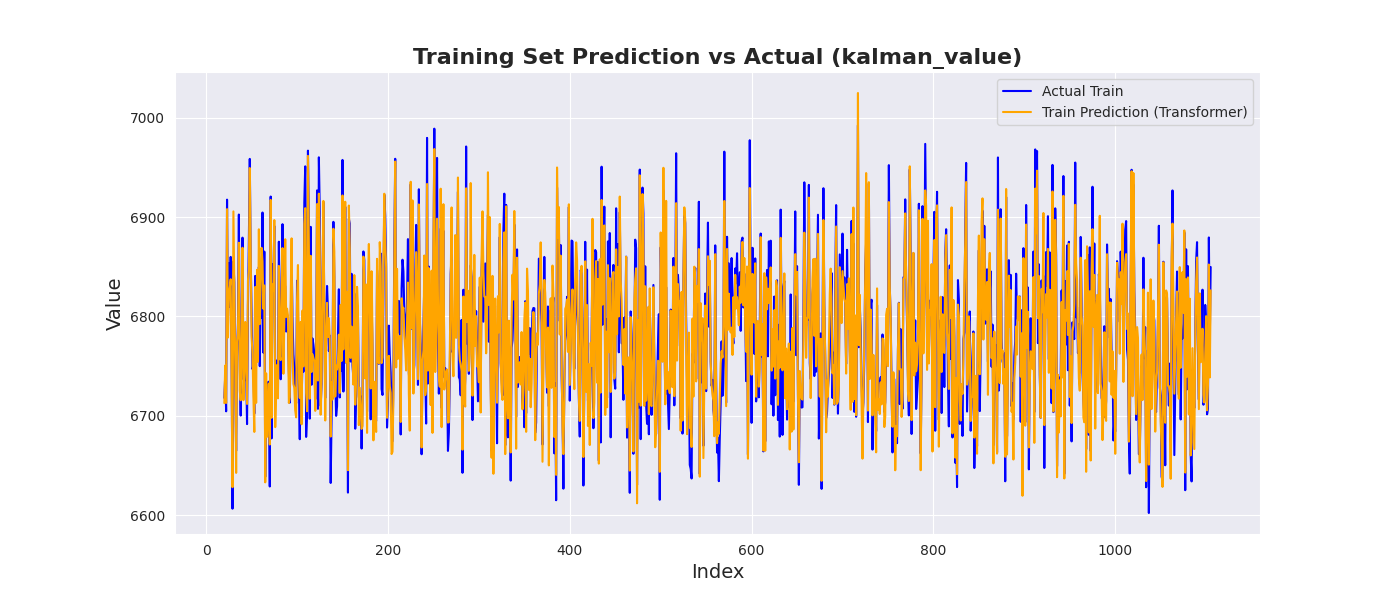 Training Set Prediction vs Actual (kalman_value)
Actual Train
Train Prediction (Transformer)
7000
6900
6800
6700
6600
Value
0 200 400 600 800 1000
Index